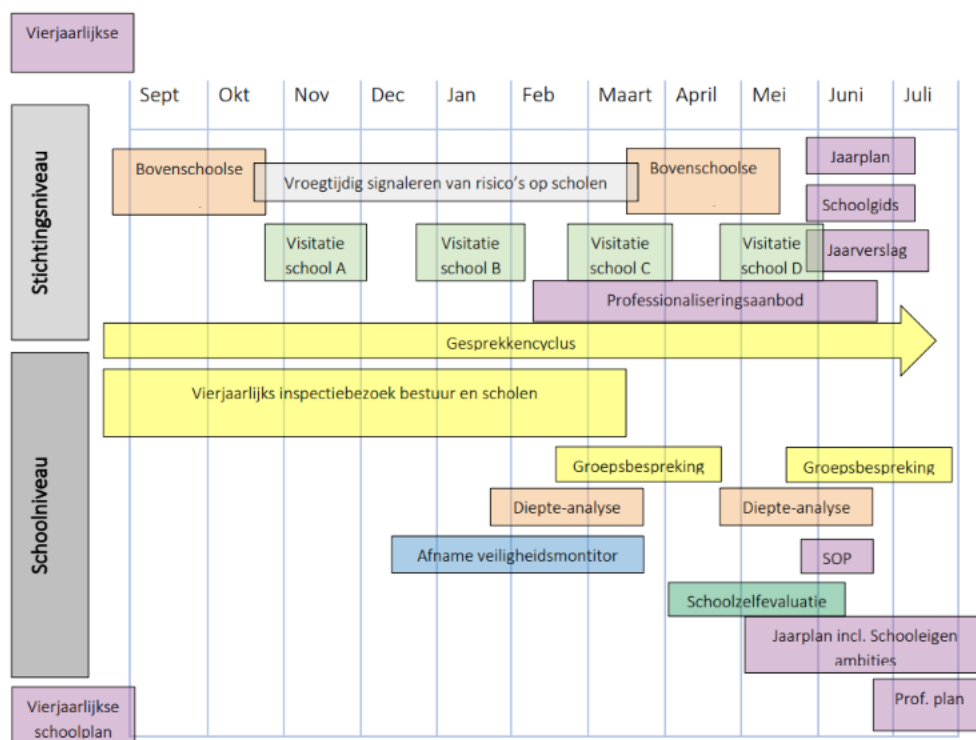 Vierjaarlijkse
Sept Okt Nov Dec Jan Feb Maart April Mei Juni Juli
Stichtingsniveau
Bovenschoolse
Vroegtijdig signaleren van risico's op scholen
Bovenschoolse
Jaarplan
Schoolgids
Jaarverslag
Visitatie
school A
Visitatie
school B
Visitatie
school C
Visitatie
school D
Professionaliseringsaanbod
Gesprekkencyclus
Schoolniveau
Vierjaarlijks inspectiebezoek bestuur en scholen
Groepsbespreking
Groepsbespreking
Diepte-analyse
Diepte-analyse
Afname veiligheidsmontitor
SOP
Schoolzelfevaluatie
Jaarplan incl. Schooleigen
ambities
Prof. plan
Vierjaarlijkse
schoolplan